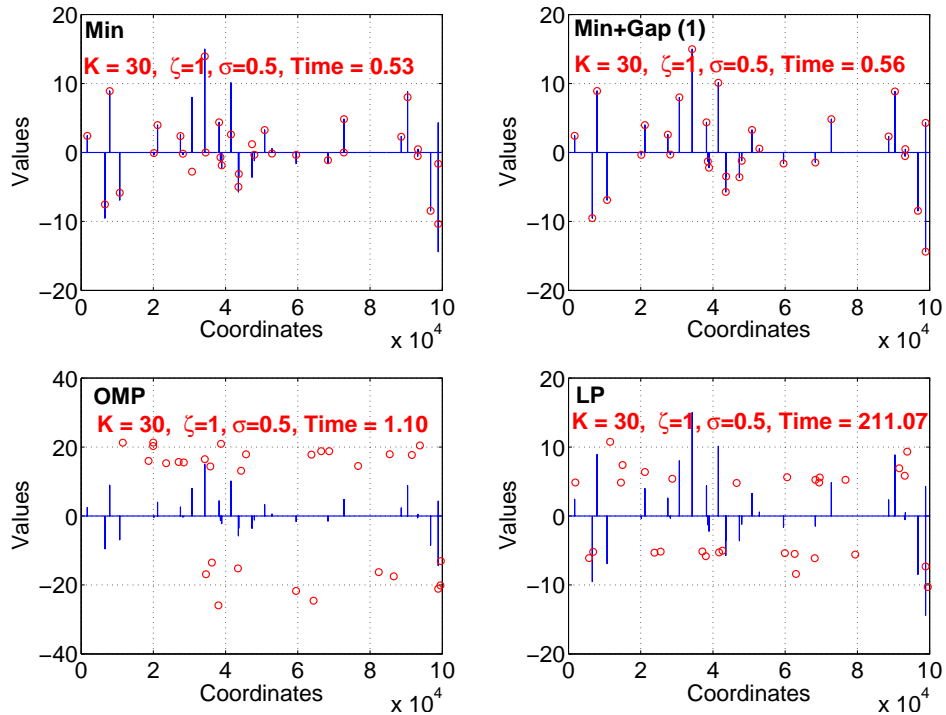 Min
K = 30, ζ=1, σ=0.5, Time = 0.53
20
10
0
−10
−20
Values
0 2 4 6 8 10
Coordinates
x 10^4
Min+Gap (1)
K = 30, ζ=1, σ=0.5, Time = 0.56
20
10
0
−10
−20
Values
0 2 4 6 8 10
Coordinates
x 10^4
OMP
K = 30, ζ=1, σ=0.5, Time = 1.10
40
20
0
−20
−40
Values
0 2 4 6 8 10
Coordinates
x 10^4
LP
K = 30, ζ=1, σ=0.5, Time = 211.07
20
10
0
−10
−20
Values
0 2 4 6 8 10
Coordinates
x 10^4